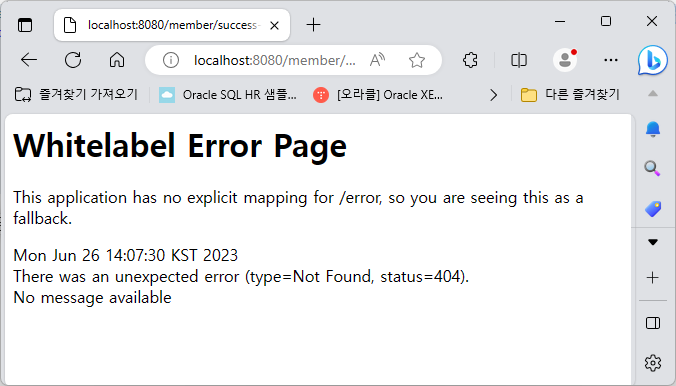 localhost:8080/member/success-
localhost:8080/member/...
즐겨찾기 가져오기
Oracle SQL HR 샘플...
[오라클] Oracle XE...
다른 즐겨찾기
Whitelabel Error Page
This application has no explicit mapping for /error, so you are seeing this as a
fallback.
Mon Jun 26 14:07:30 KST 2023
There was an unexpected error (type=Not Found, status=404).
No message available